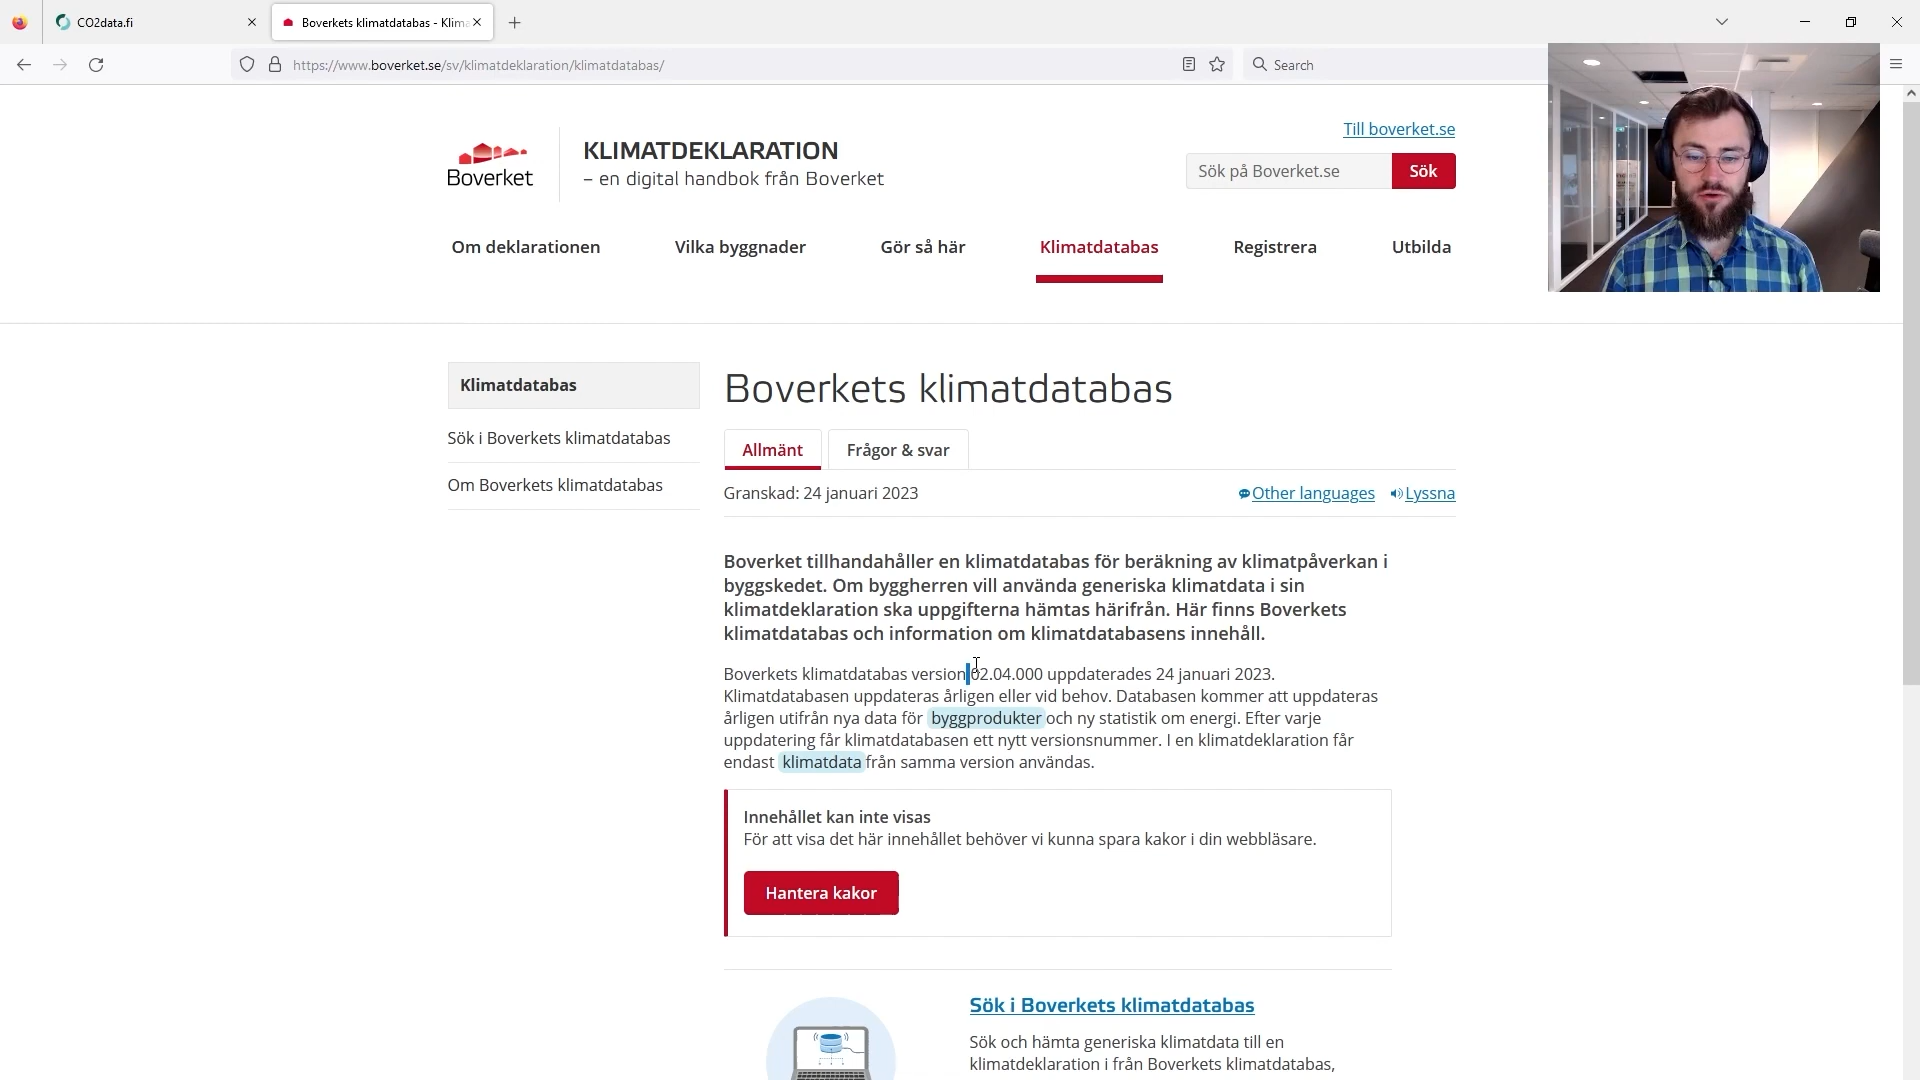 CO2data.fi
Boverkets klimatdatabas - Klim
https://www.boverket.se/sv/klimatdeklaration/klimatdatabas/
Search
Boverket
KLIMATDEKLARATION
– en digital handbok från Boverket
Till boverket.se
Sök på Boverket.se
Sök
Om deklarationen
Vilka byggnader
Gör så här
Klimatdatabas
Registrera
Utbilda
Klimatdatabas
Sök i Boverkets klimatdatabas
Om Boverkets klimatdatabas
Boverkets klimatdatabas
Allmänt
Frågor & svar
Granskad: 24 januari 2023
Other languages
Lyssna
Boverket tillhandahåller en klimatdatabas för beräkning av klimatpåverkan i
byggskedet. Om byggherren vill använda generiska klimatdata i sin
klimatdeklaration ska uppgifterna hämtas härifrån. Här finns Boverkets
klimatdatabas och information om klimatdatabasens innehåll.
Boverkets klimatdatabas version 02.04.000 uppdaterades 24 januari 2023.
Klimatdatabasen uppdateras årligen eller vid behov. Databasen kommer att uppdateras
årligen utifrån nya data för byggprodukter och ny statistik om energi. Efter varje
uppdatering får klimatdatabasen ett nytt versionsnummer. I en klimatdeklaration får
endast klimatdata från samma version användas.
Innehållet kan inte visas
För att visa det här innehållet behöver vi kunna spara kakor i din webbläsare.
Hantera kakor
Sök i Boverkets klimatdatabas
Sök och hämta generiska klimatdata till en
klimatdeklaration i från Boverkets klimatdatabas,